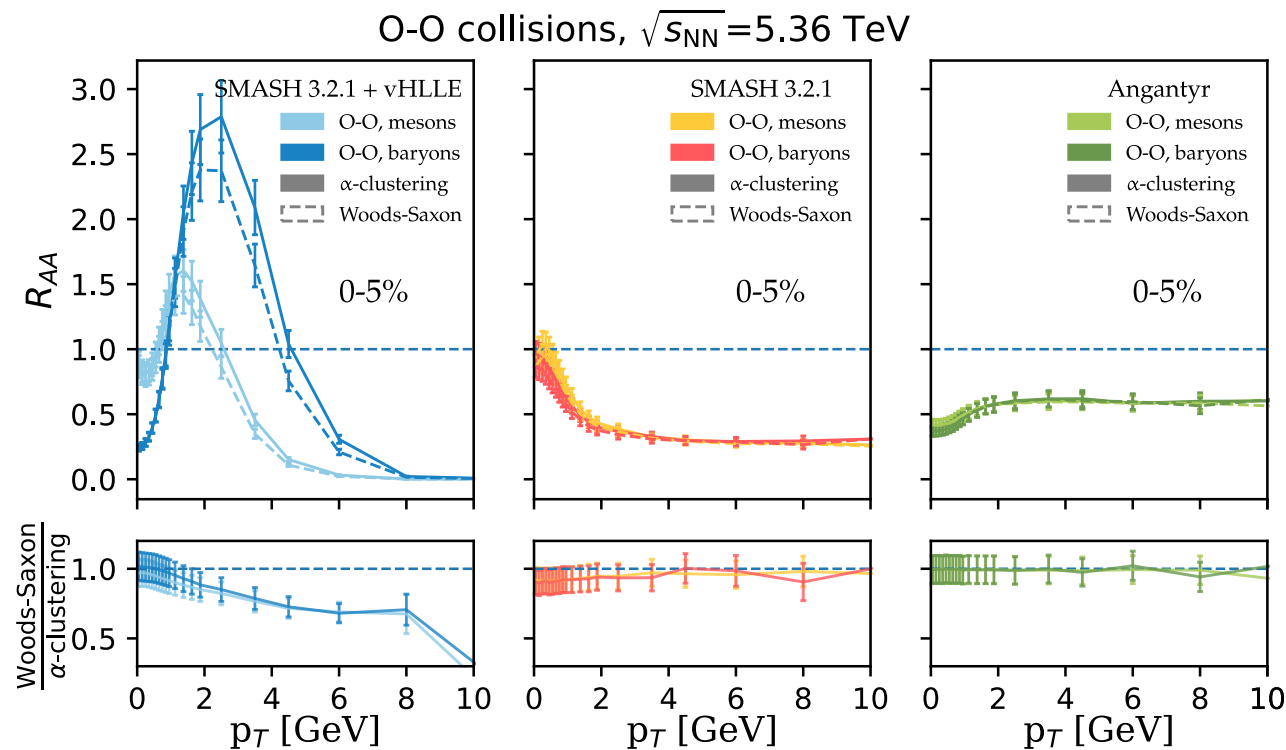 O-O collisions, √sNN=5.36 TeV
SMASH 3.2.1 + vHLLE
O-O, mesons
O-O, baryons
α-clustering
Woods-Saxon
0-5%
SMASH 3.2.1
O-O, mesons
O-O, baryons
α-clustering
Woods-Saxon
0-5%
Angantyr
O-O, mesons
O-O, baryons
α-clustering
Woods-Saxon
0-5%
R_AA
3.0
2.5
2.0
1.5
1.0
0.5
0.0
Woods-Saxon
α-clustering
1.0
0.5
0 2 4 6 8 10
0 2 4 6 8 10
0 2 4 6 8 10
p_T [GeV]
p_T [GeV]
p_T [GeV]